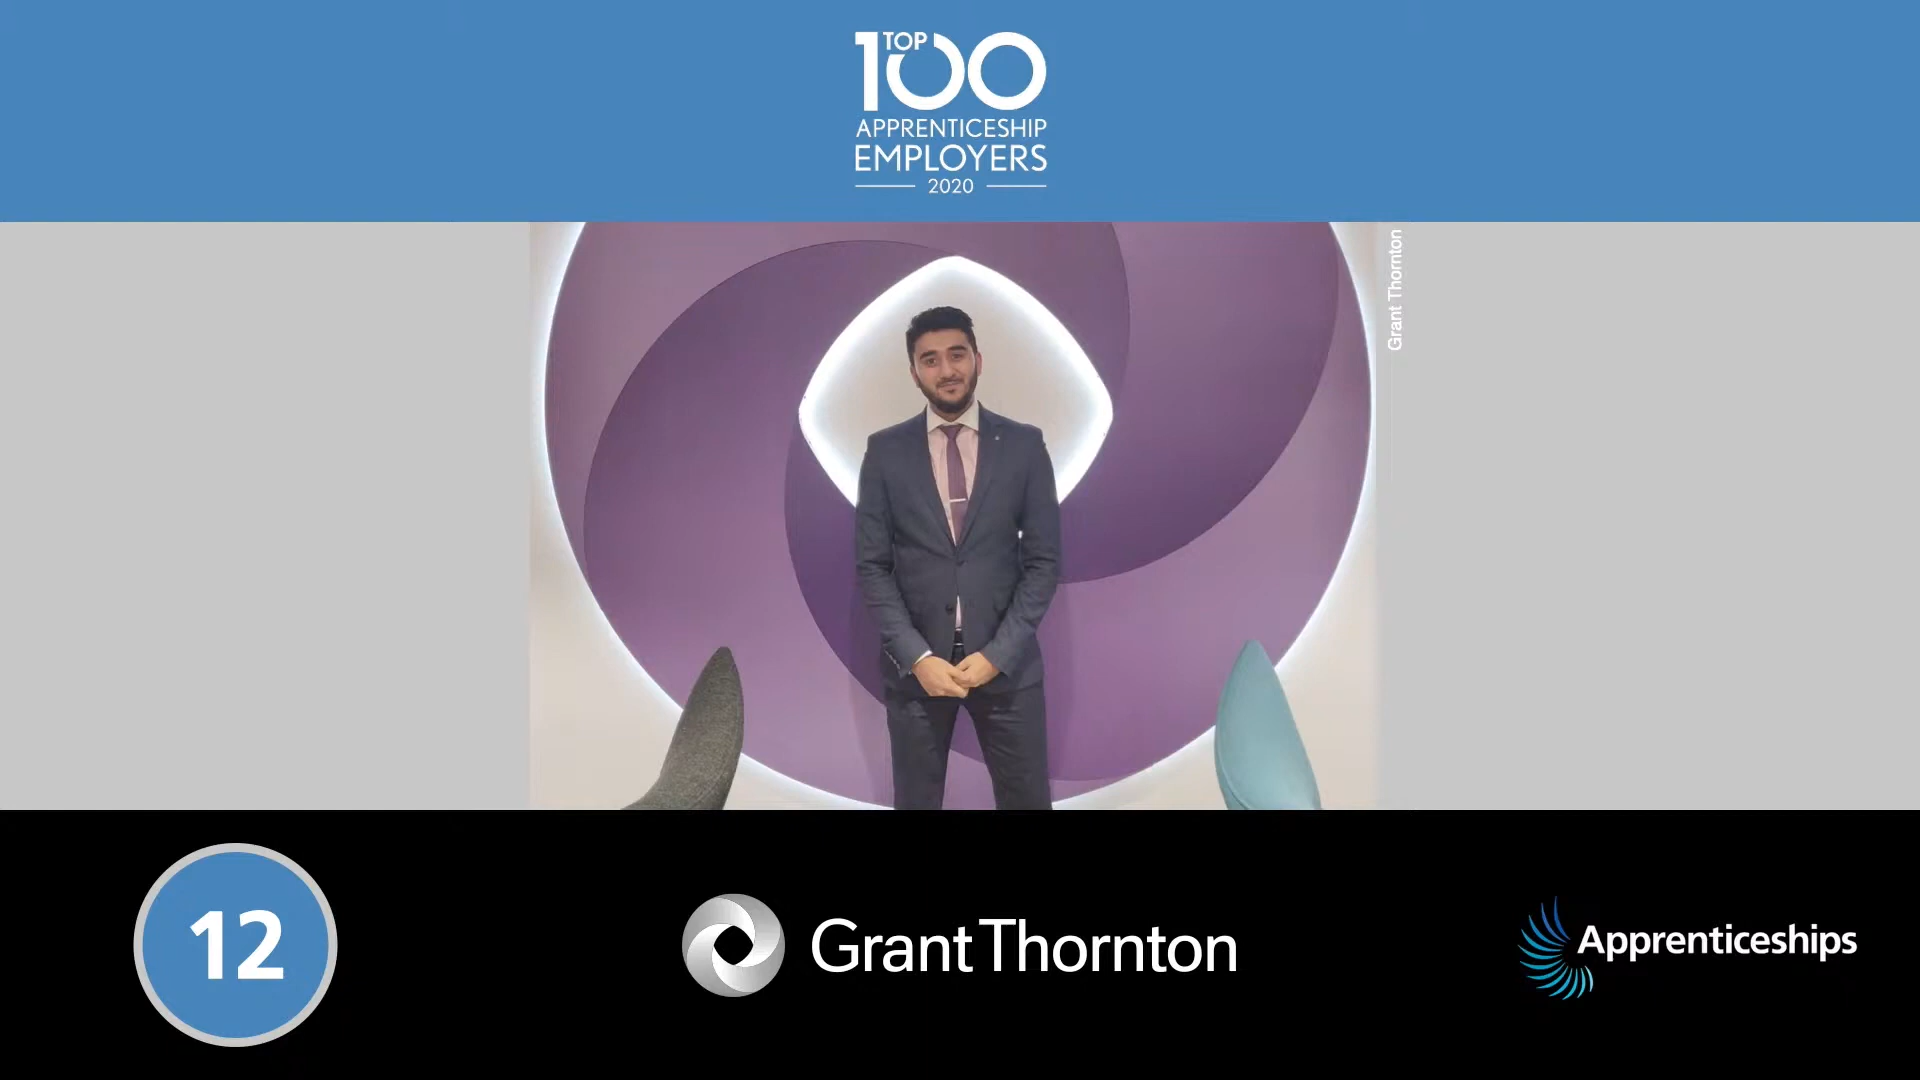 TOP
100
APPRENTICESHIP
EMPLOYERS
2020
Grant Thornton
12
Grant Thornton
Apprenticeships